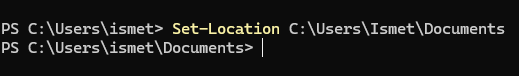 PS C:\Users\ismet> Set-Location C:\Users\Ismet\Documents
PS C:\Users\ismet\Documents>